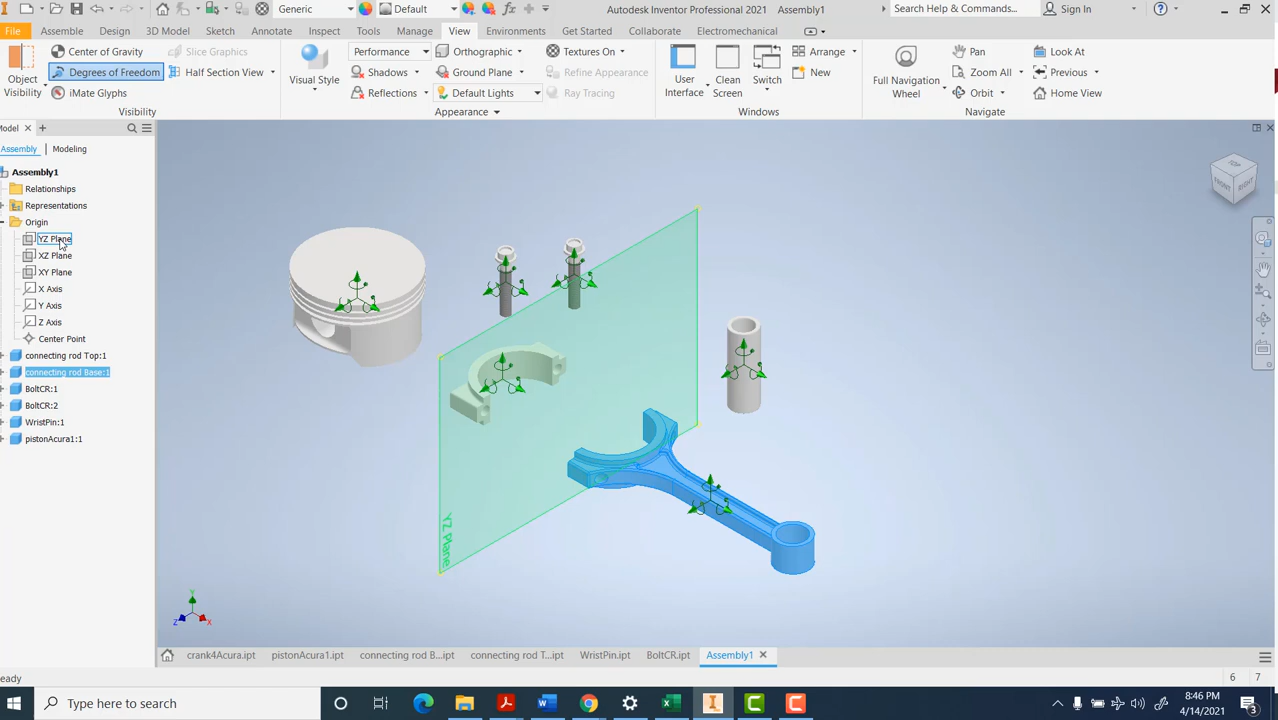 Generic
Default
Autodesk Inventor Professional 2021 Assembly1
Search Help & Commands...
Sign In
File
Assembly
Design
3D Model
Sketch
Annotate
Inspect
Tools
Manage
View
Environments
Get Started
Collaborate
Electromechanical
Object
Visibility
Center of Gravity
Degrees of Freedom
iMate Glyphs
Slice Graphics
Half Section View
Visibility
Visual Style
Performance
Shadows
Reflections
Orthographic
Ground Plane
Default Lights
Textures On
Refine Appearance
Ray Tracing
Appearance
User
Interface
Clean
Screen
Switch
Arrange
New
Windows
Full Navigation
Wheel
Pan
Zoom All
Orbit
Look At
Previous
Home View
Navigate
Model
Assembly
Modeling
Assembly1
Relationships
Representations
Origin
YZ Plane
XZ Plane
XY Plane
X Axis
Y Axis
Z Axis
Center Point
connecting rod Top:1
connecting rod Base:1
BoltCR:1
BoltCR:2
WristPin:1
pistonAcura1:1
TOP
FRONT
RIGHT
YZ Plane
Y
Z
X
crank4Acura.ipt
pistonAcura1.ipt
connecting rod B...ipt
connecting rod T...ipt
WristPin.ipt
BoltCR.ipt
Assembly1
eady
6
7
Type here to search
8:46 PM
4/14/2021